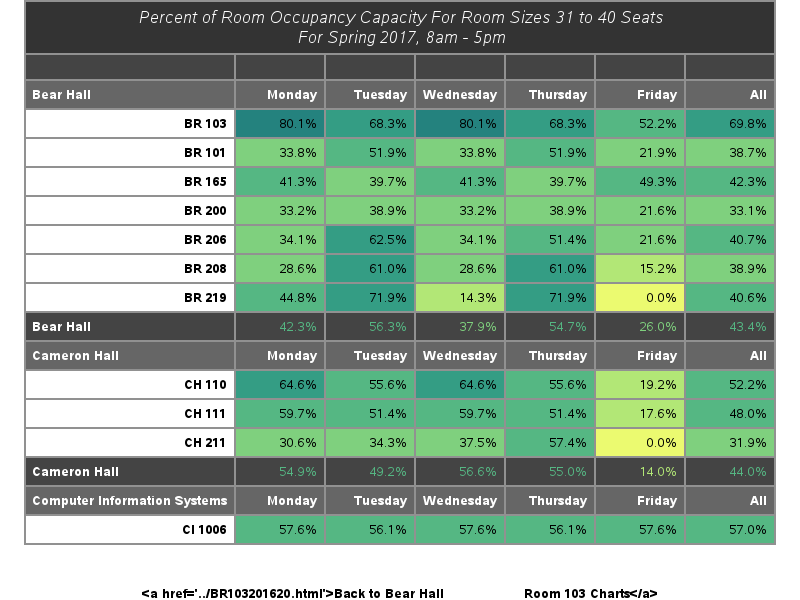 Percent of Room Occupancy Capacity For Room Sizes 31 to 40 Seats
For Spring 2017, 8am - 5pm
Bear Hall Monday Tuesday Wednesday Thursday Friday All
BR 103 80.1% 68.3% 80.1% 68.3% 52.2% 69.8%
BR 101 33.8% 51.9% 33.8% 51.9% 21.9% 38.7%
BR 165 41.3% 39.7% 41.3% 39.7% 49.3% 42.3%
BR 200 33.2% 38.9% 33.2% 38.9% 21.6% 33.1%
BR 206 34.1% 62.5% 34.1% 51.4% 21.6% 40.7%
BR 208 28.6% 61.0% 28.6% 61.0% 15.2% 38.9%
BR 219 44.8% 71.9% 14.3% 71.9% 0.0% 40.6%
Bear Hall 42.3% 56.3% 37.9% 54.7% 26.0% 43.4%
Cameron Hall Monday Tuesday Wednesday Thursday Friday All
CH 110 64.6% 55.6% 64.6% 55.6% 19.2% 52.2%
CH 111 59.7% 51.4% 59.7% 51.4% 17.6% 48.0%
CH 211 30.6% 34.3% 37.5% 57.4% 0.0% 31.9%
Cameron Hall 54.9% 49.2% 56.6% 55.0% 14.0% 44.0%
Computer Information Systems Monday Tuesday Wednesday Thursday Friday All
CI 1006 57.6% 56.1% 57.6% 56.1% 57.6% 57.0%
<a href='../BR103201620.html'>Back to Bear Hall Room 103 Charts</a>